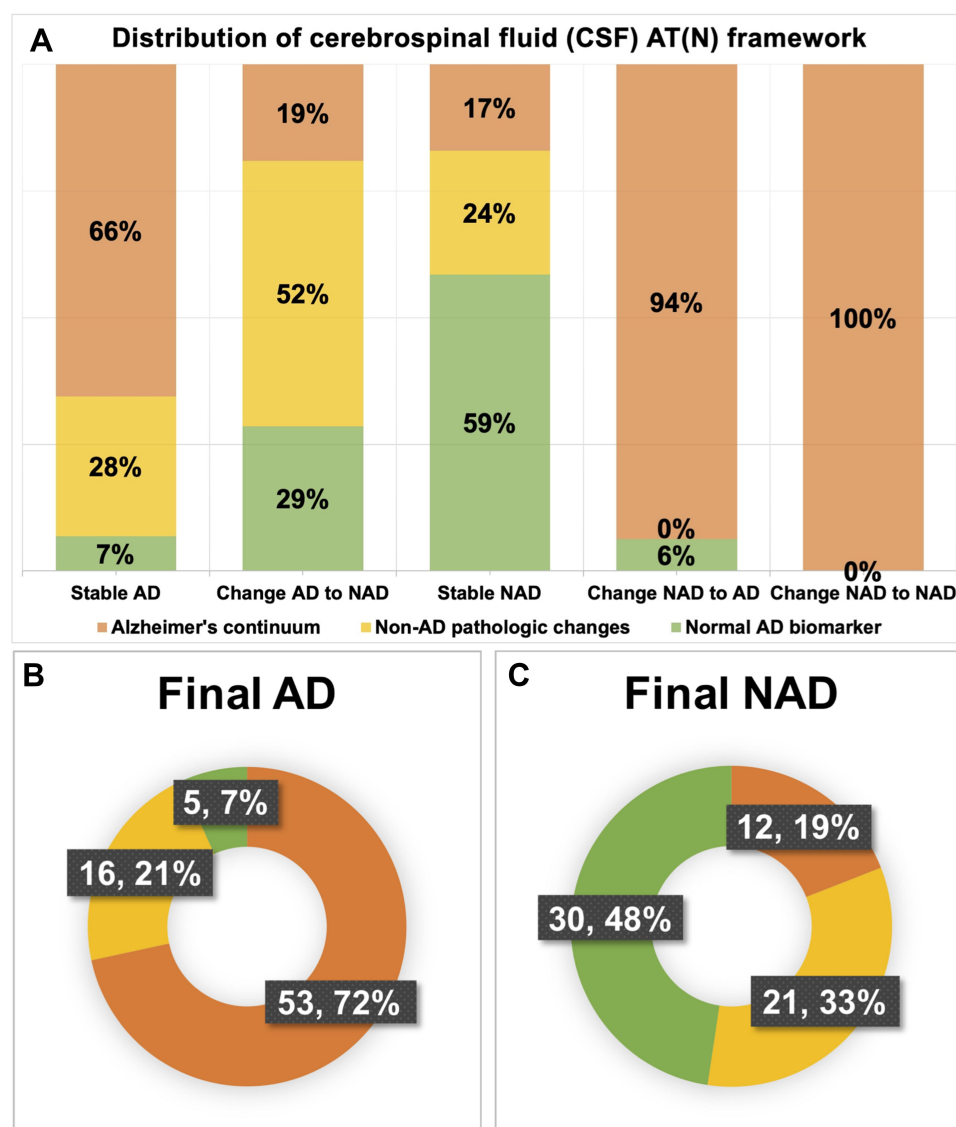 A
Distribution of cerebrospinal fluid (CSF) AT(N) framework
66%
28%
7%
19%
52%
29%
17%
24%
59%
94%
0%
6%
100%
0%
Stable AD
Change AD to NAD
Stable NAD
Change NAD to AD
Change NAD to NAD
Alzheimer's continuum
Non-AD pathologic changes
Normal AD biomarker
B
Final AD
5, 7%
16, 21%
53, 72%
C
Final NAD
12, 19%
30, 48%
21, 33%